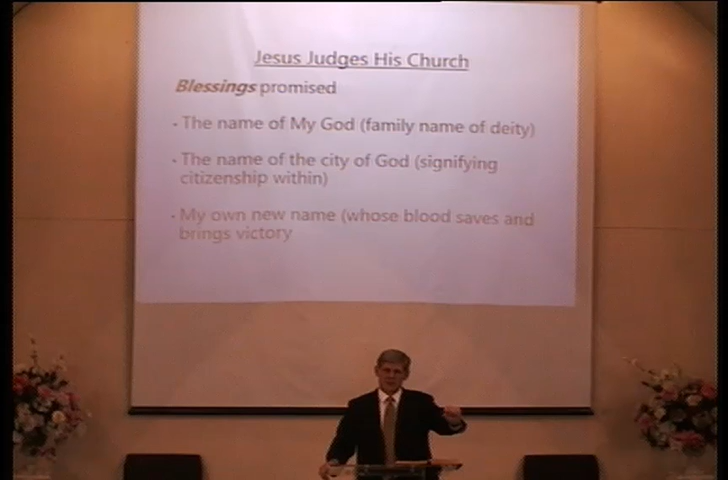 Jesus Judges His Church
Blessings promised
• The name of My God (family name of deity)
• The name of the city of God (signifying
citizenship within)
• My own new name (whose blood saves and
brings victory